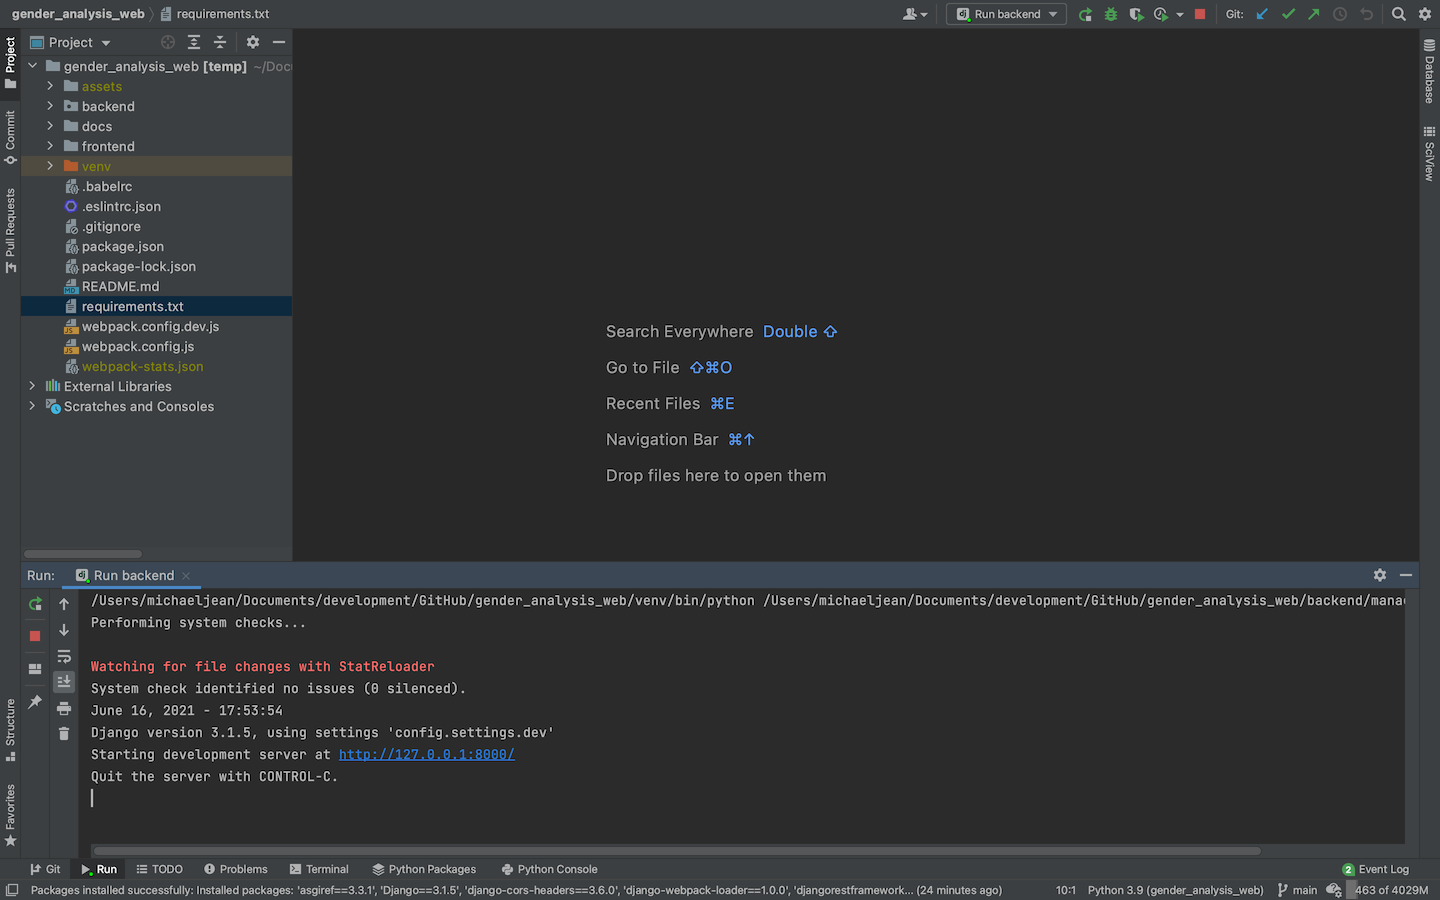 gender_analysis_web
requirements.txt
Run backend
Git:
Project
Commit
Pull Requests
Structure
Favorites
Project
gender_analysis_web [temp] ~/Doc
assets
backend
docs
frontend
venv
.babelrc
.eslintrc.json
.gitignore
package.json
package-lock.json
README.md
requirements.txt
webpack.config.dev.js
webpack.config.js
webpack-stats.json
External Libraries
Scratches and Consoles
Search Everywhere Double ⇧
Go to File ⇧⌘O
Recent Files ⌘E
Navigation Bar ⌘↑
Drop files here to open them
Database
SciView
Run:
Run backend
/Users/michaeljean/Documents/development/GitHub/gender_analysis_web/venv/bin/python /Users/michaeljean/Documents/development/GitHub/gender_analysis_web/backend/mana
Performing system checks...
Watching for file changes with StatReloader
System check identified no issues (0 silenced).
June 16, 2021 - 17:53:54
Django version 3.1.5, using settings 'config.settings.dev'
Starting development server at http://127.0.0.1:8000/
Quit the server with CONTROL-C.
Git
Run
TODO
Problems
Terminal
Python Packages
Python Console
2 Event Log
Packages installed successfully: Installed packages: 'asgiref==3.3.1', 'Django==3.1.5', 'django-cors-headers==3.6.0', 'django-webpack-loader==1.0.0', 'djangorestframework... (24 minutes ago)
10:1
Python 3.9 (gender_analysis_web)
main
463 of 4029M